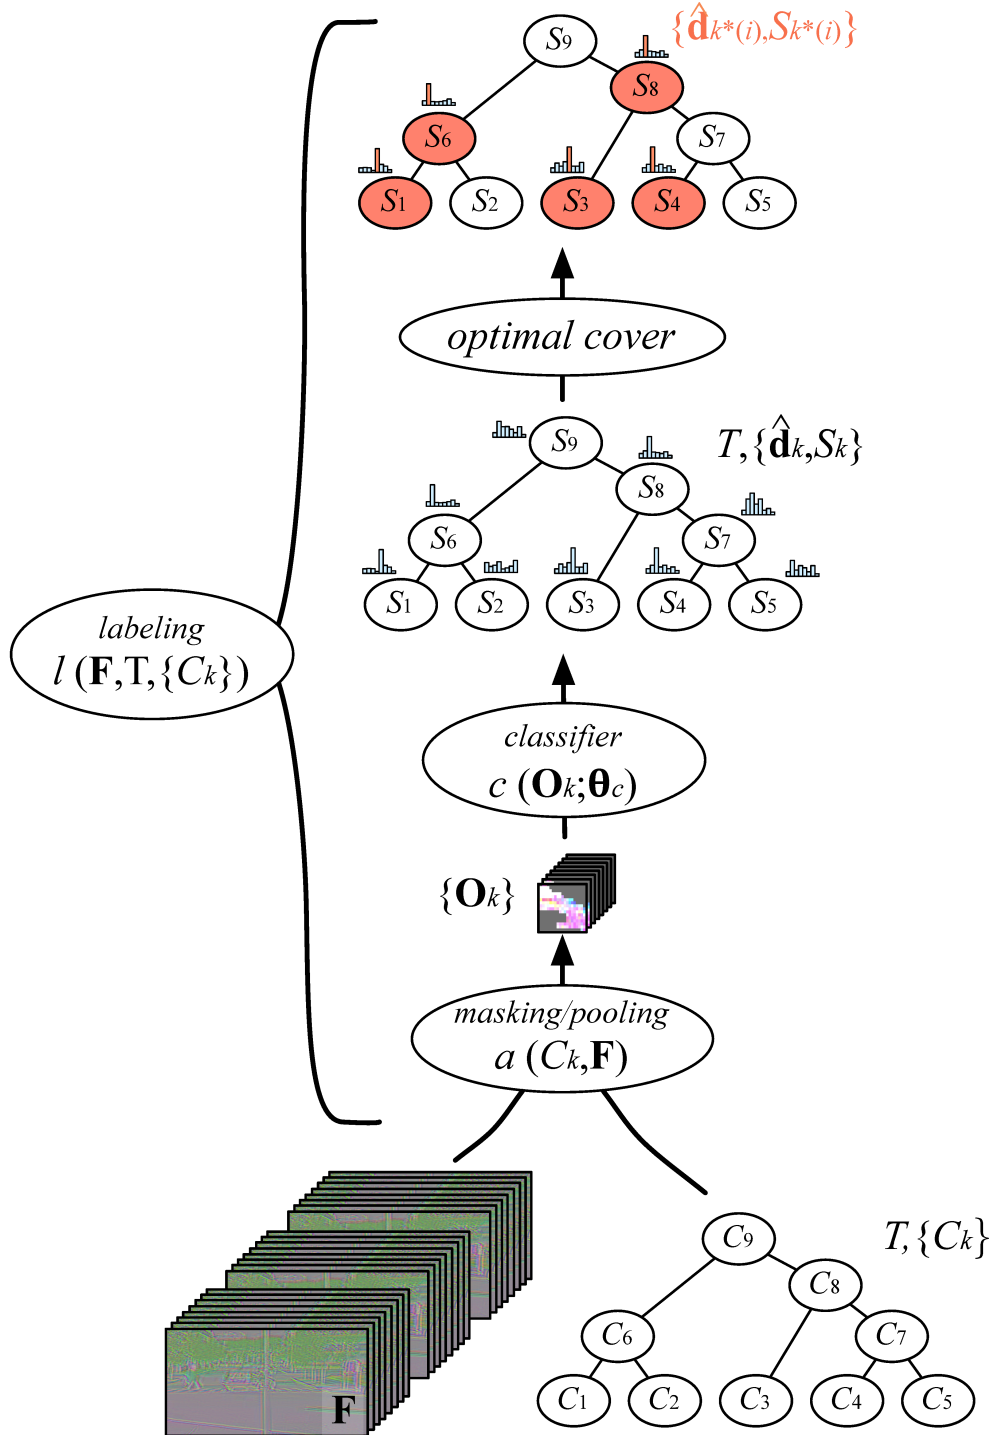 {d̂k*(i),Sk*(i)}
S9
S8
S6
S7
S1 S2 S3 S4 S5
optimal cover
T,{d̂k,Sk}
S9
S8
S6
S7
S1 S2 S3 S4 S5
labeling
l (F,T,{Ck})
classifier
c (Ok;θc)
{Ok}
masking/pooling
a (Ck,F)
T,{Ck}
C9
C8
C6
C7
C1 C2 C3 C4 C5
F